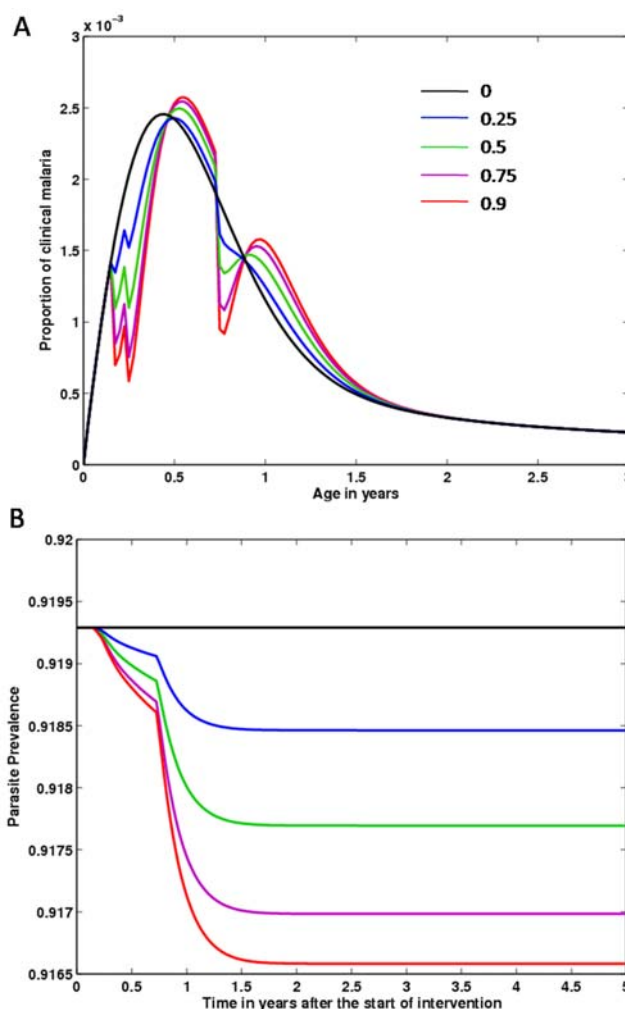 A
x 10⁻³
3
2.5
2
1.5
1
0.5
0
Proportion of clinical malaria
0
0.25
0.5
0.75
0.9
0 0.5 1 1.5 2 2.5
Age in years
B
0.92
0.9195
0.919
0.9185
0.918
0.9175
0.917
0.9165
Parasite Prevalence
0 0.5 1 1.5 2 2.5 3 3.5 4 4.5 5
Time in years after the start of intervention